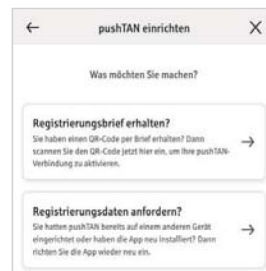 pushTAN einrichten
Was möchten Sie machen?
Registrierungsbrief erhalten?
Sie haben einen QR-Code per Brief erhalten? Dann
scannen Sie den QR-Code jetzt hier ein, um Ihre pushTAN-
Verbindung zu aktivieren.
Registrierungsdaten anfordern?
Sie hatten pushTAN bereits auf einem anderen Gerät
eingerichtet oder haben die App neu installiert? Dann
richten Sie die App wieder neu ein.